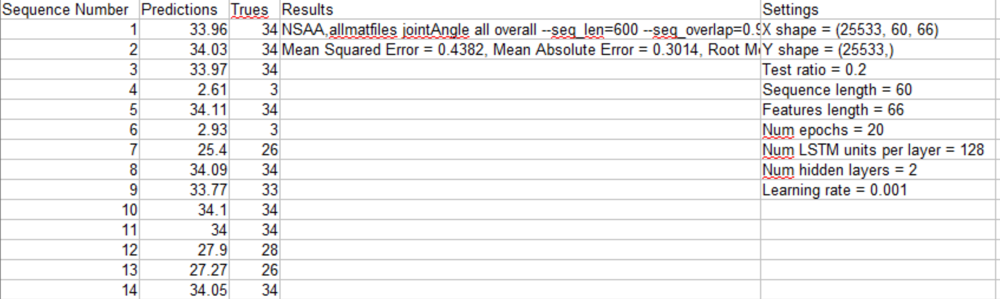 Sequence Number Predictions Trues Results Settings
1 33.96 34 NSAA,allmatfiles jointAngle all overall --seq_len=600 --seq_overlap=0.9 X shape = (25533, 60, 66)
2 34.03 34 Mean Squared Error = 0.4382, Mean Absolute Error = 0.3014, Root Y shape = (25533,)
3 33.97 34 Test ratio = 0.2
4 2.61 3 Sequence length = 60
5 34.11 34 Features length = 66
6 2.93 3 Num epochs = 20
7 25.4 26 Num LSTM units per layer = 128
8 34.09 34 Num hidden layers = 2
9 33.77 33 Learning rate = 0.001
10 34.1 34
11 34 34
12 27.9 28
13 27.27 26
14 34.05 34